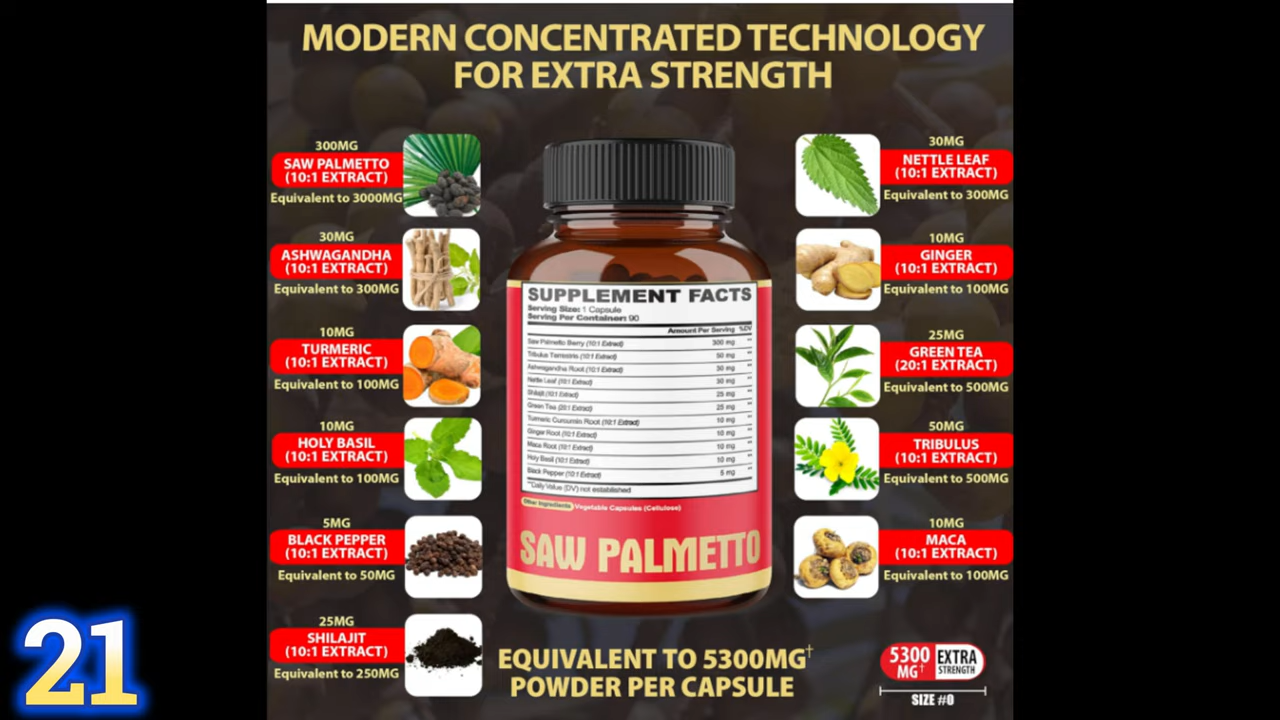 MODERN CONCENTRATED TECHNOLOGY
FOR EXTRA STRENGTH
300MG
SAW PALMETTO
(10:1 EXTRACT)
Equivalent to 3000MG
30MG
ASHWAGANDHA
(10:1 EXTRACT)
Equivalent to 300MG
10MG
TURMERIC
(10:1 EXTRACT)
Equivalent to 100MG
10MG
HOLY BASIL
(10:1 EXTRACT)
Equivalent to 100MG
5MG
BLACK PEPPER
(10:1 EXTRACT)
Equivalent to 50MG
25MG
SHILAJIT
(10:1 EXTRACT)
Equivalent to 250MG
SUPPLEMENT FACTS
Serving Size: 1 Capsule
Serving Per Container: 90
Amount Per Serving %DV
Saw Palmetto Berry (10:1 Extract) 300 mg **
Tribulus Terrestris (10:1 Extract) 50 mg **
Ashwagandha Root (10:1 Extract) 30 mg **
Nettle Leaf (10:1 Extract) 30 mg **
Shilajit (10:1 Extract) 25 mg **
Green Tea (20:1 Extract) 25 mg **
Turmeric Curcumin Root (10:1 Extract) 10 mg **
Ginger Root (10:1 Extract) 10 mg **
Maca Root (10:1 Extract) 10 mg **
Holy Basil (10:1 Extract) 10 mg **
Black Pepper (10:1 Extract) 5 mg **
**Daily Value (DV) not established
Other Ingredients Vegetable Capsules (Cellulose)
SAW PALMETTO
30MG
NETTLE LEAF
(10:1 EXTRACT)
Equivalent to 300MG
10MG
GINGER
(10:1 EXTRACT)
Equivalent to 100MG
25MG
GREEN TEA
(20:1 EXTRACT)
Equivalent to 500MG
50MG
TRIBULUS
(10:1 EXTRACT)
Equivalent to 500MG
10MG
MACA
(10:1 EXTRACT)
Equivalent to 100MG
EQUIVALENT TO 5300MG†
POWDER PER CAPSULE
5300 MG† EXTRA STRENGTH
SIZE #0
21